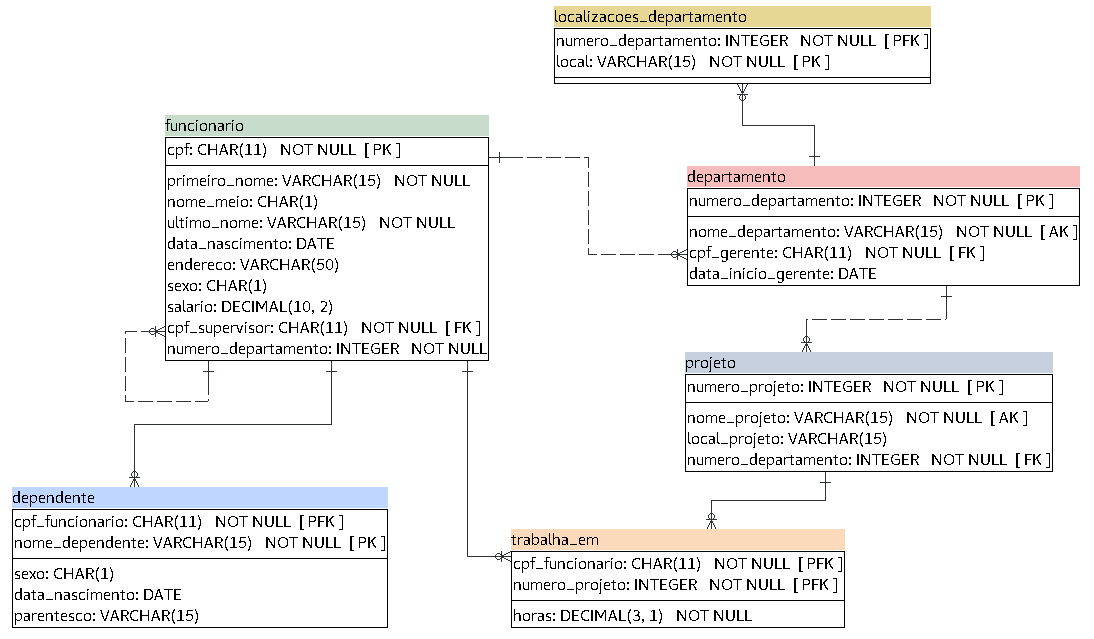 localizacoes_departamento
numero_departamento: INTEGER NOT NULL [ PFK ]
local: VARCHAR(15) NOT NULL [ PK ]
funcionario
cpf: CHAR(11) NOT NULL [ PK ]
primeiro_nome: VARCHAR(15) NOT NULL
nome_meio: CHAR(1)
ultimo_nome: VARCHAR(15) NOT NULL
data_nascimento: DATE
endereco: VARCHAR(50)
sexo: CHAR(1)
salario: DECIMAL(10, 2)
cpf_supervisor: CHAR(11) NOT NULL [ FK ]
numero_departamento: INTEGER NOT NULL
departamento
numero_departamento: INTEGER NOT NULL [ PK ]
nome_departamento: VARCHAR(15) NOT NULL [ AK ]
cpf_gerente: CHAR(11) NOT NULL [ FK ]
data_inicio_gerente: DATE
projeto
numero_projeto: INTEGER NOT NULL [ PK ]
nome_projeto: VARCHAR(15) NOT NULL [ AK ]
local_projeto: VARCHAR(15)
numero_departamento: INTEGER NOT NULL [ FK ]
dependente
cpf_funcionario: CHAR(11) NOT NULL [ PFK ]
nome_dependente: VARCHAR(15) NOT NULL [ PK ]
sexo: CHAR(1)
data_nascimento: DATE
parentesco: VARCHAR(15)
trabalha_em
cpf_funcionario: CHAR(11) NOT NULL [ PFK ]
numero_projeto: INTEGER NOT NULL [ PFK ]
horas: DECIMAL(3, 1) NOT NULL